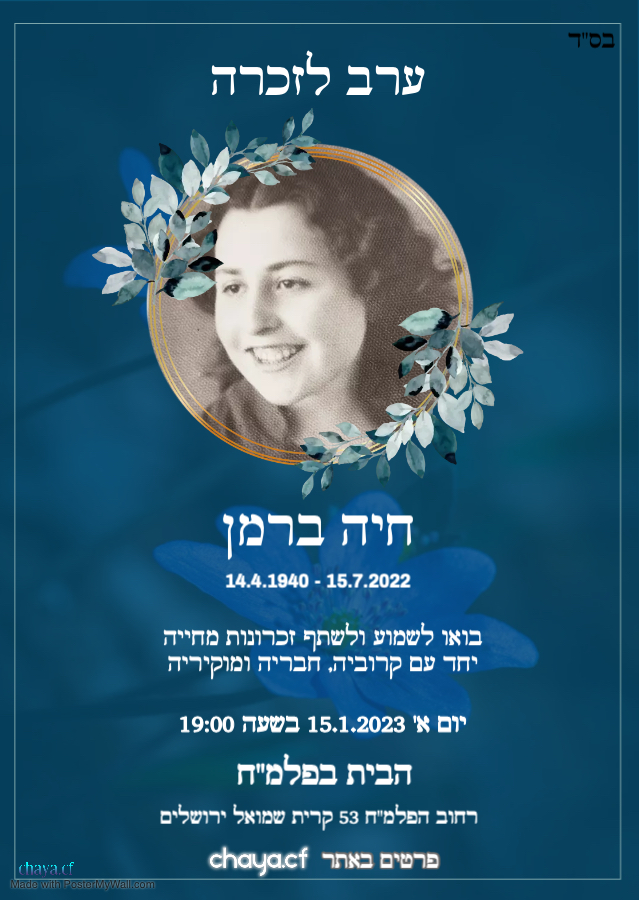 בס"ד
ערב לזכרה
חיה ברמן
14.4.1940 - 15.7.2022
בואו לשמוע ולשתף זכרונות מחייה
יחד עם קרוביה, חבריה ומוקיריה
יום א' 15.1.2023 בשעה 19:00
הבית בפלמ"ח
רחוב הפלמ"ח 53 קרית שמואל ירושלים
פרטים באתר chaya.cf
chaya.cf
Made with PosterMyWall.com